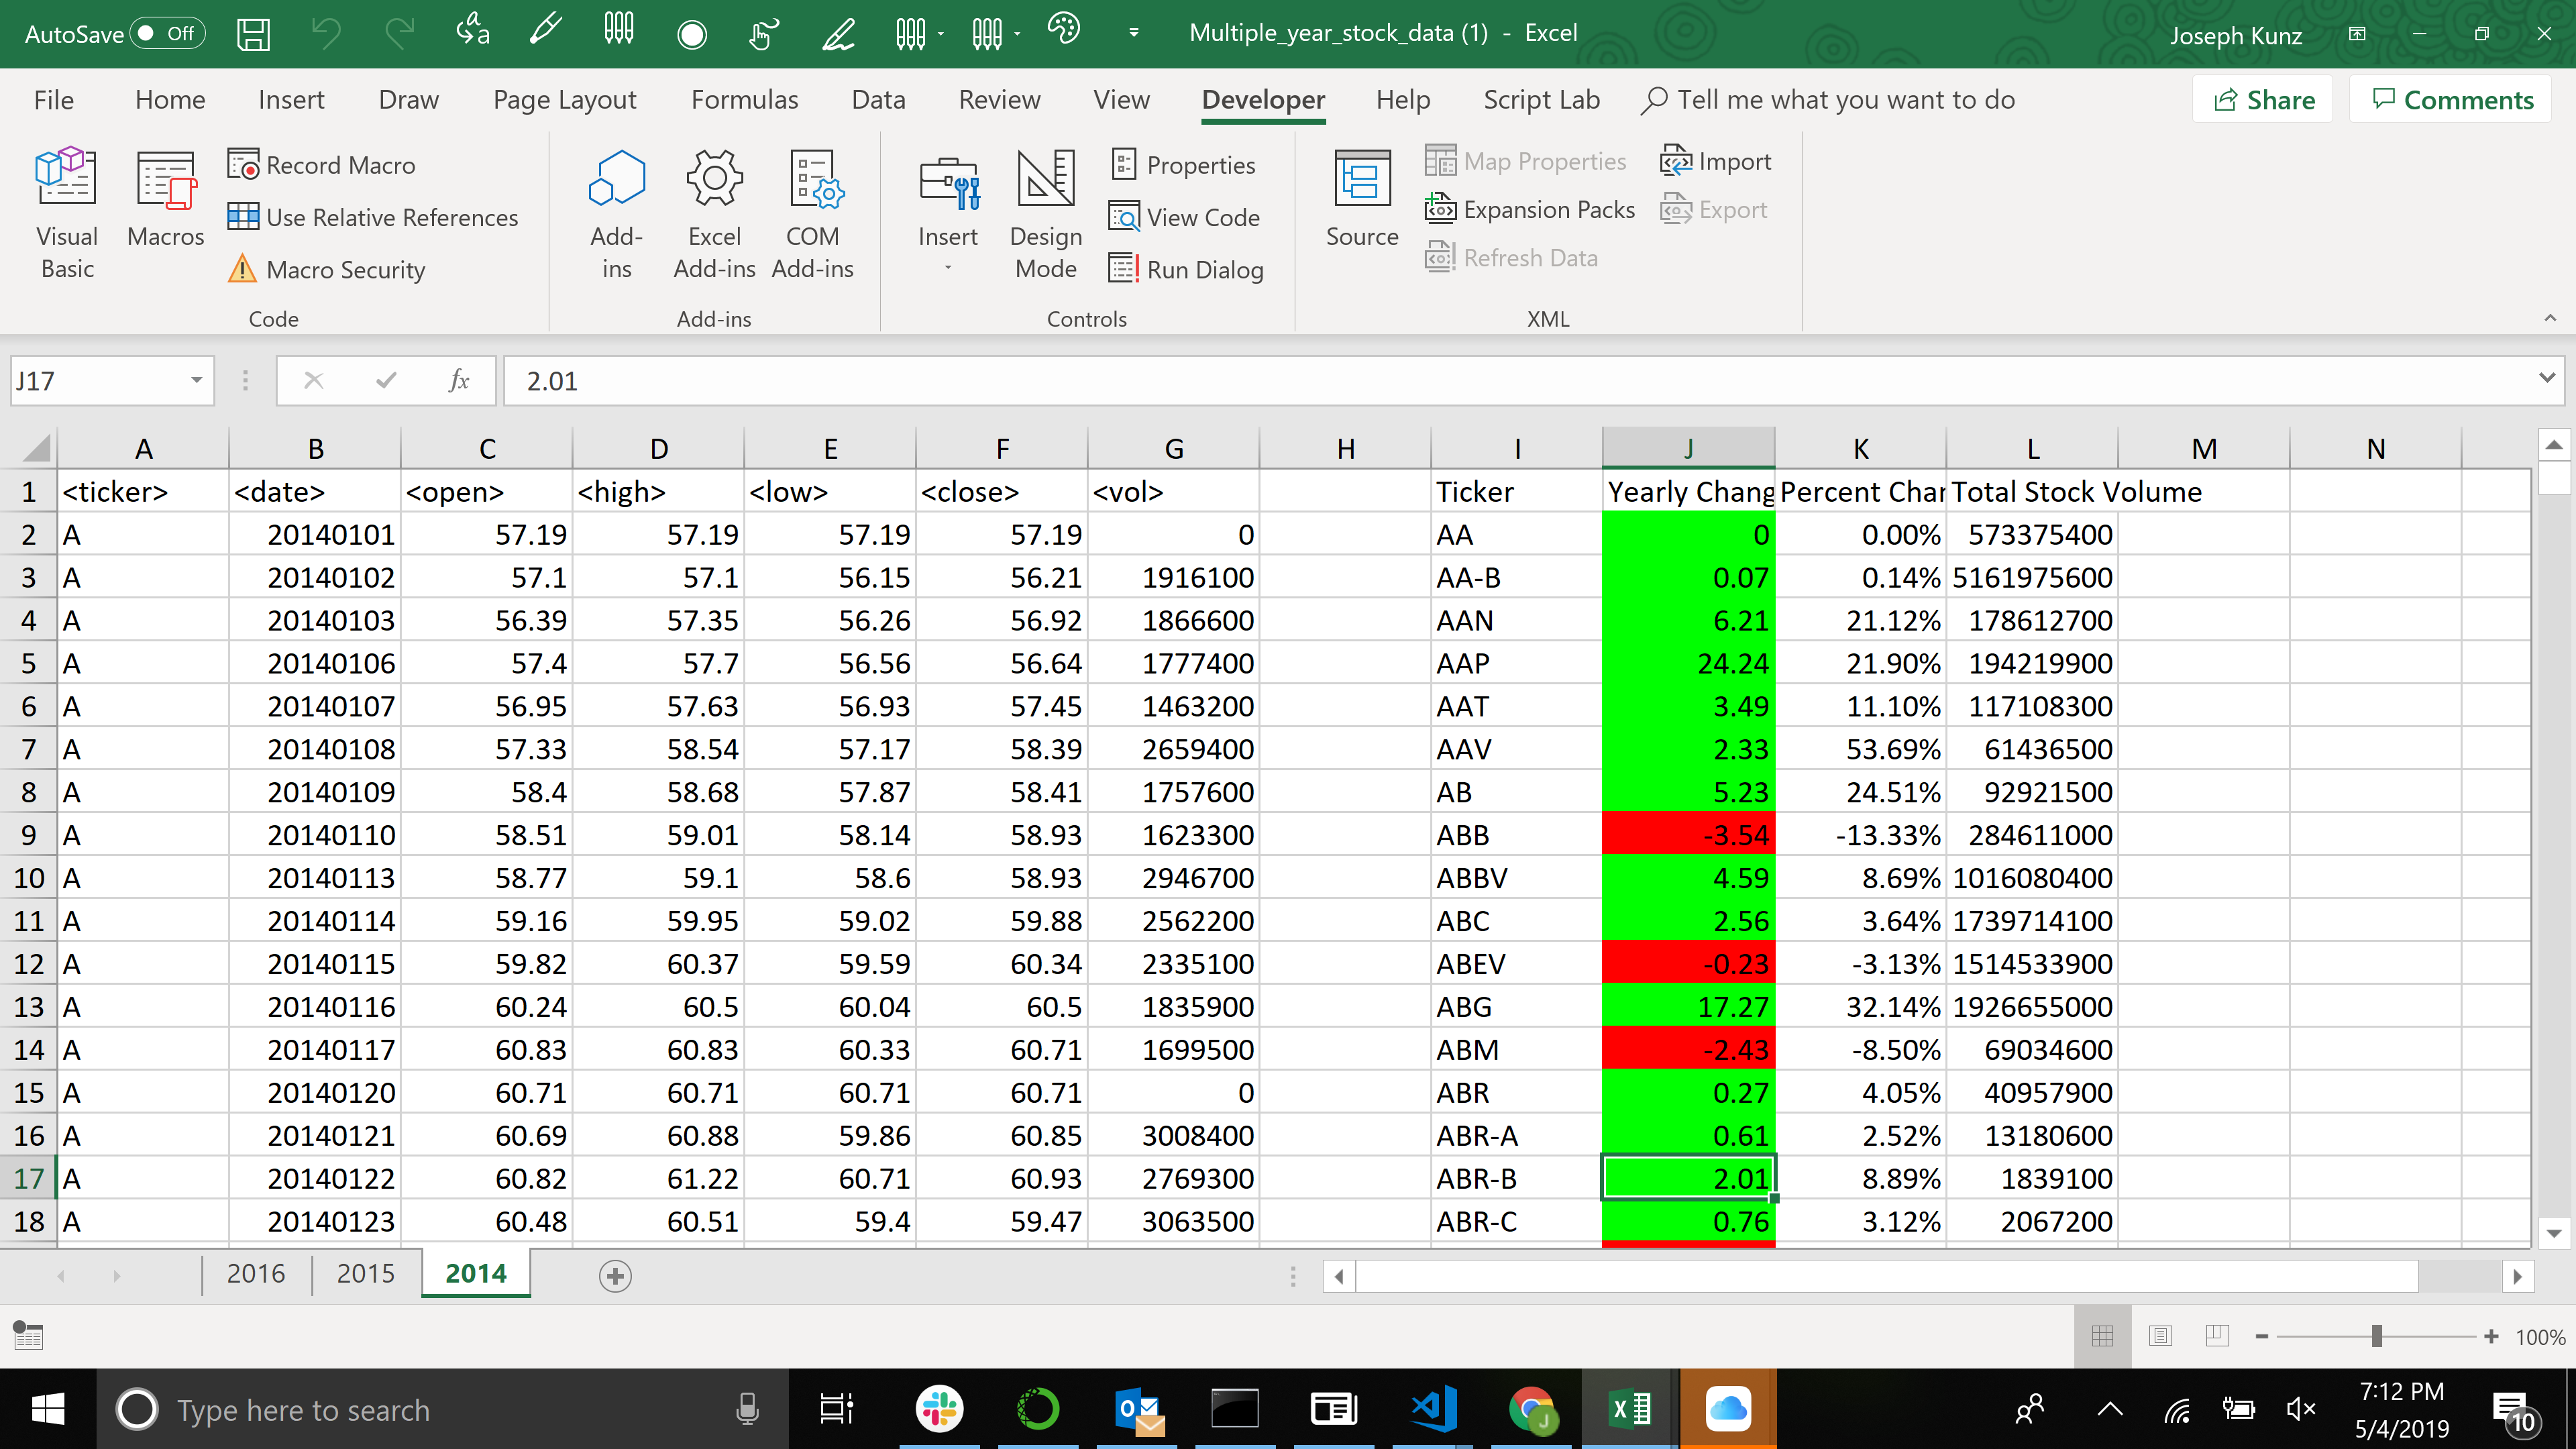 AutoSave Off Multiple_year_stock_data (1) - Excel Joseph Kunz
File Home Insert Draw Page Layout Formulas Data Review View Developer Help Script Lab Tell me what you want to do Share Comments
Visual Basic
Macros
Record Macro
Use Relative References
Macro Security
Code
Add-ins
Excel Add-ins
COM Add-ins
Add-ins
Insert
Design Mode
Properties
View Code
Run Dialog
Controls
Source
Map Properties
Expansion Packs
Refresh Data
Import
Export
XML
J17 fx 2.01
A B C D E F G H I J K L M N
1 <ticker> <date> <open> <high> <low> <close> <vol> Ticker Yearly Chang Percent Char Total Stock Volume
2 A 20140101 57.19 57.19 57.19 57.19 0 AA 0 0.00% 573375400
3 A 20140102 57.1 57.1 56.15 56.21 1916100 AA-B 0.07 0.14% 5161975600
4 A 20140103 56.39 57.35 56.26 56.92 1866600 AAN 6.21 21.12% 178612700
5 A 20140106 57.4 57.7 56.56 56.64 1777400 AAP 24.24 21.90% 194219900
6 A 20140107 56.95 57.63 56.93 57.45 1463200 AAT 3.49 11.10% 117108300
7 A 20140108 57.33 58.54 57.17 58.39 2659400 AAV 2.33 53.69% 61436500
8 A 20140109 58.4 58.68 57.87 58.41 1757600 AB 5.23 24.51% 92921500
9 A 20140110 58.51 59.01 58.14 58.93 1623300 ABB -3.54 -13.33% 284611000
10 A 20140113 58.77 59.1 58.6 58.93 2946700 ABBV 4.59 8.69% 1016080400
11 A 20140114 59.16 59.95 59.02 59.88 2562200 ABC 2.56 3.64% 1739714100
12 A 20140115 59.82 60.37 59.59 60.34 2335100 ABEV -0.23 -3.13% 1514533900
13 A 20140116 60.24 60.5 60.04 60.5 1835900 ABG 17.27 32.14% 1926655000
14 A 20140117 60.83 60.83 60.33 60.71 1699500 ABM -2.43 -8.50% 69034600
15 A 20140120 60.71 60.71 60.71 60.71 0 ABR 0.27 4.05% 40957900
16 A 20140121 60.69 60.88 59.86 60.85 3008400 ABR-A 0.61 2.52% 13180600
17 A 20140122 60.82 61.22 60.71 60.93 2769300 ABR-B 2.01 8.89% 1839100
18 A 20140123 60.48 60.51 59.4 59.47 3063500 ABR-C 0.76 3.12% 2067200
2016 2015 2014
100%
Type here to search
7:12 PM
5/4/2019
10